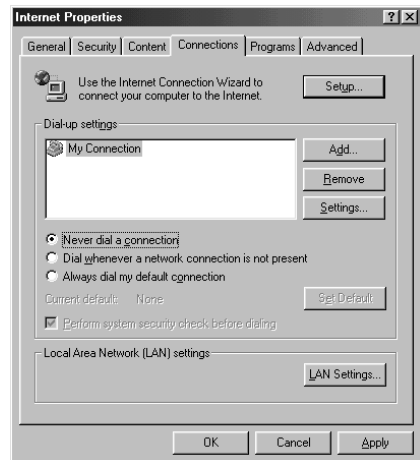 Internet Properties
General Security Content Connections Programs Advanced
Use the Internet Connection Wizard to
connect your computer to the Internet.
Setup...
Dial-up settings
My Connection
Add...
Remove
Settings...
Never dial a connection
Dial whenever a network connection is not present
Always dial my default connection
Current default: None
Set Default
Perform system security check before dialing
Local Area Network (LAN) settings
LAN Settings...
OK Cancel Apply